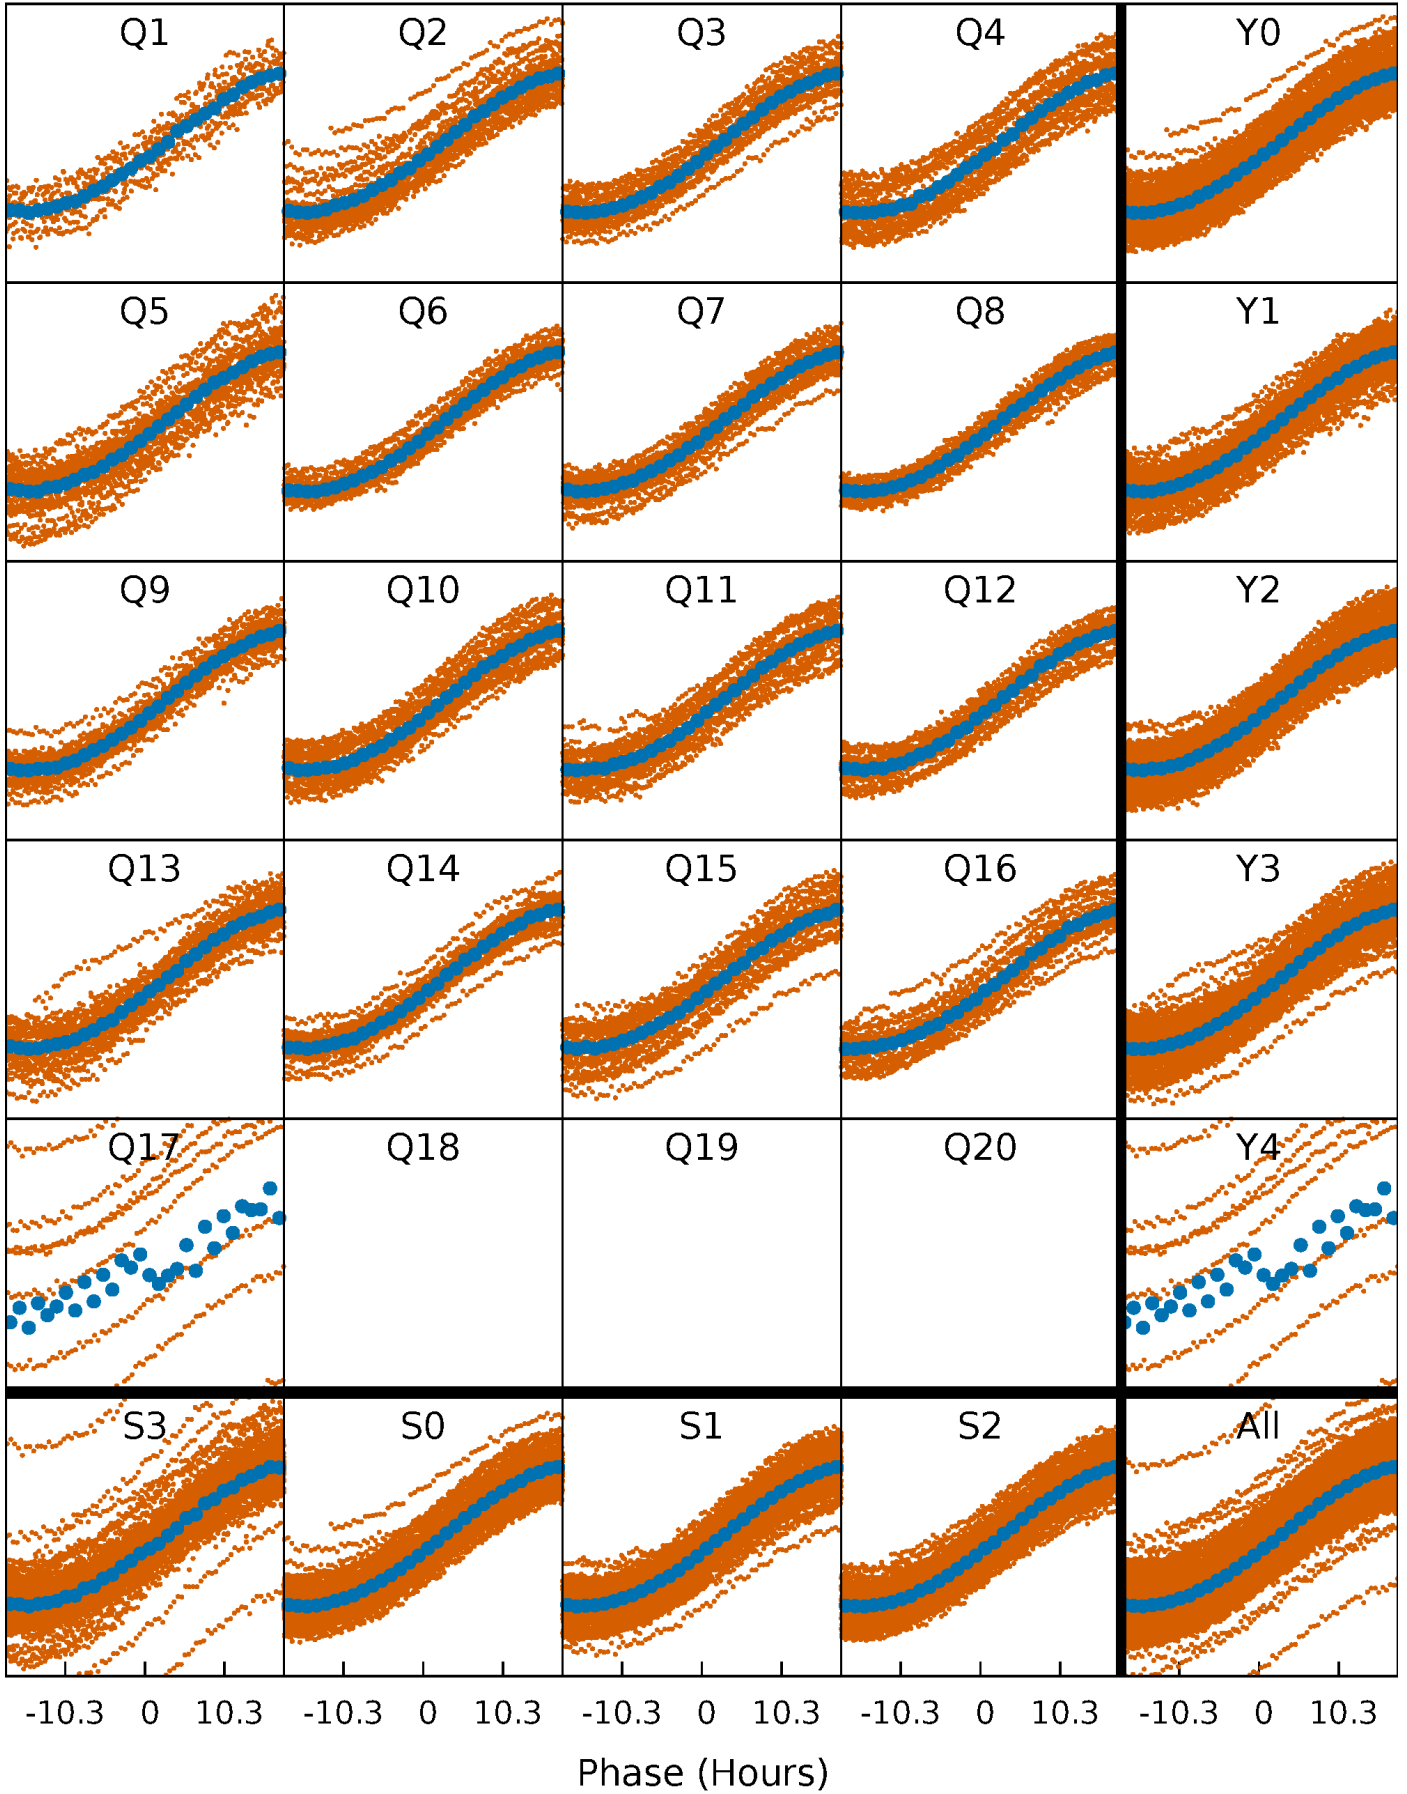 Q1 Q2 Q3 Q4 Y0
Q5 Q6 Q7 Q8 Y1
Q9 Q10 Q11 Q12 Y2
Q13 Q14 Q15 Q16 Y3
Q17 Q18 Q19 Q20 Y4
S3 S0 S1 S2 All
-10.3 0 10.3 -10.3 0 10.3 -10.3 0 10.3 -10.3 0 10.3 -10.3 0 10.3
Phase (Hours)